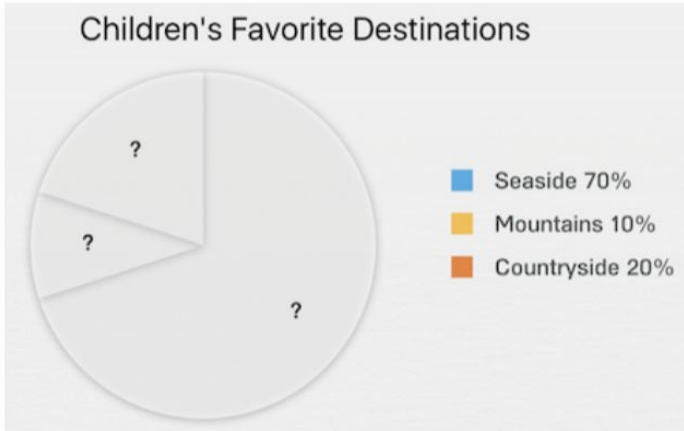 Children's Favorite Destinations
?
?
?
Seaside 70%
Mountains 10%
Countryside 20%